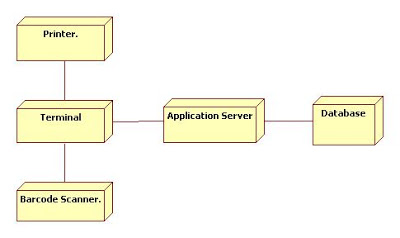 Printer.
Terminal
Application Server
Database
Barcode Scanner.